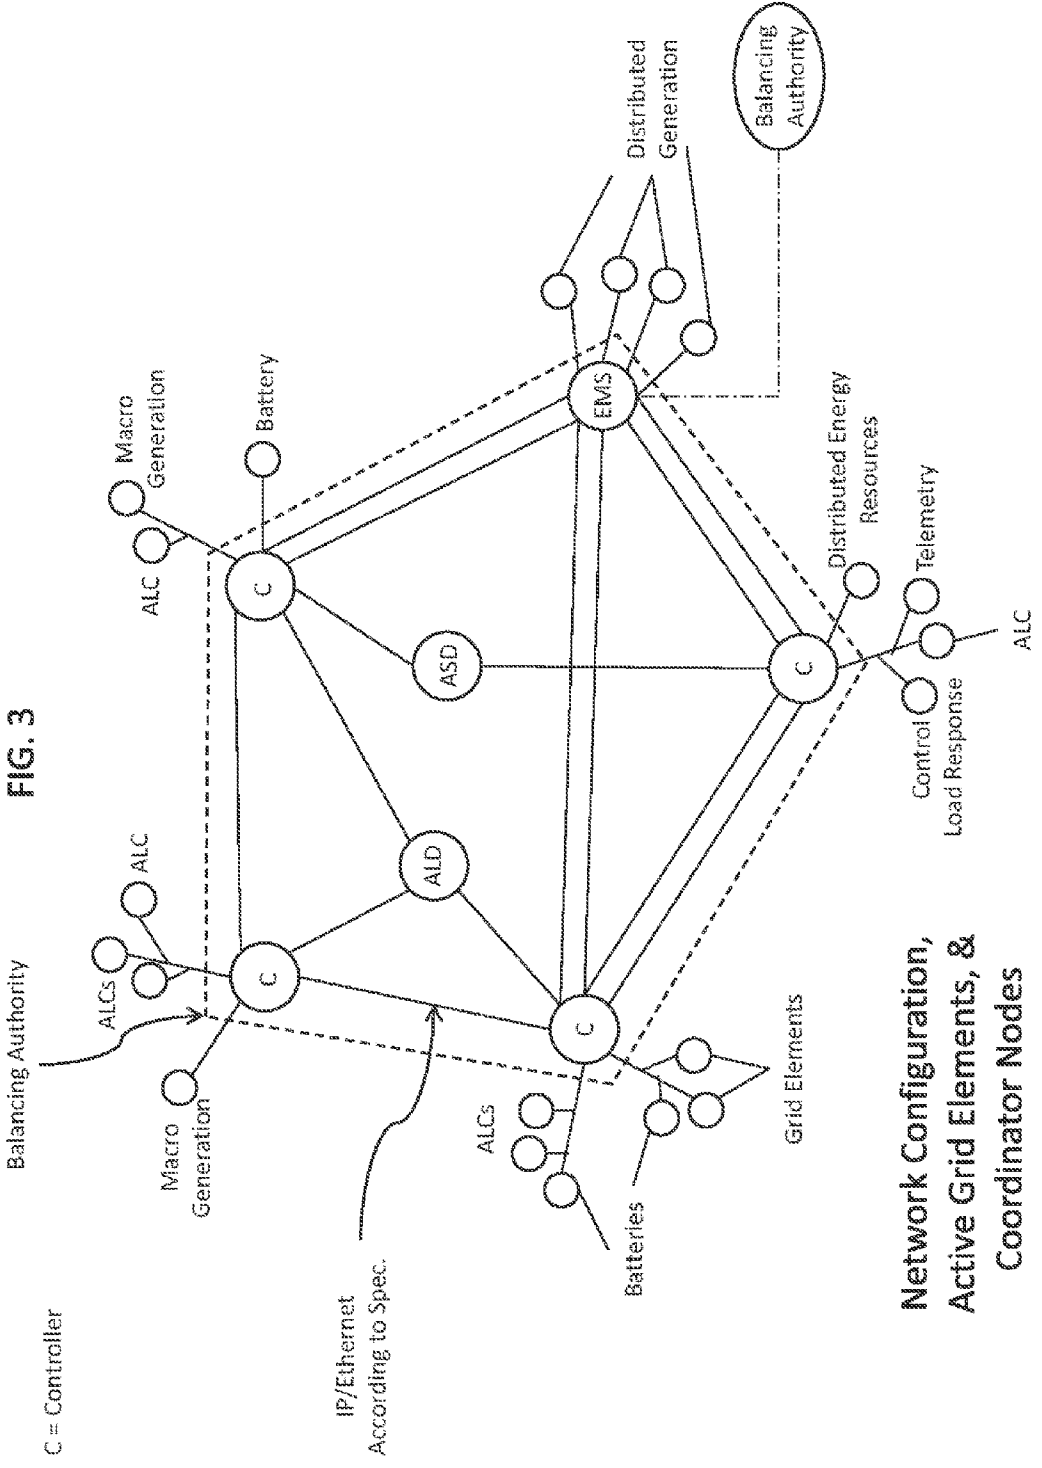 FIG. 3
C = Controller
Balancing Authority
IP/Ethernet
According to Spec.
Macro
Generation
ALCs
ALC
ALC
Macro
Generation
Battery
C
C
ALD
ASD
EMS
C
C
Distributed
Generation
Balancing
Authority
ALCs
Batteries
Grid Elements
Control
Load Response
ALC
Telemetry
Distributed Energy
Resources
Network Configuration,
Active Grid Elements, &
Coordinator Nodes